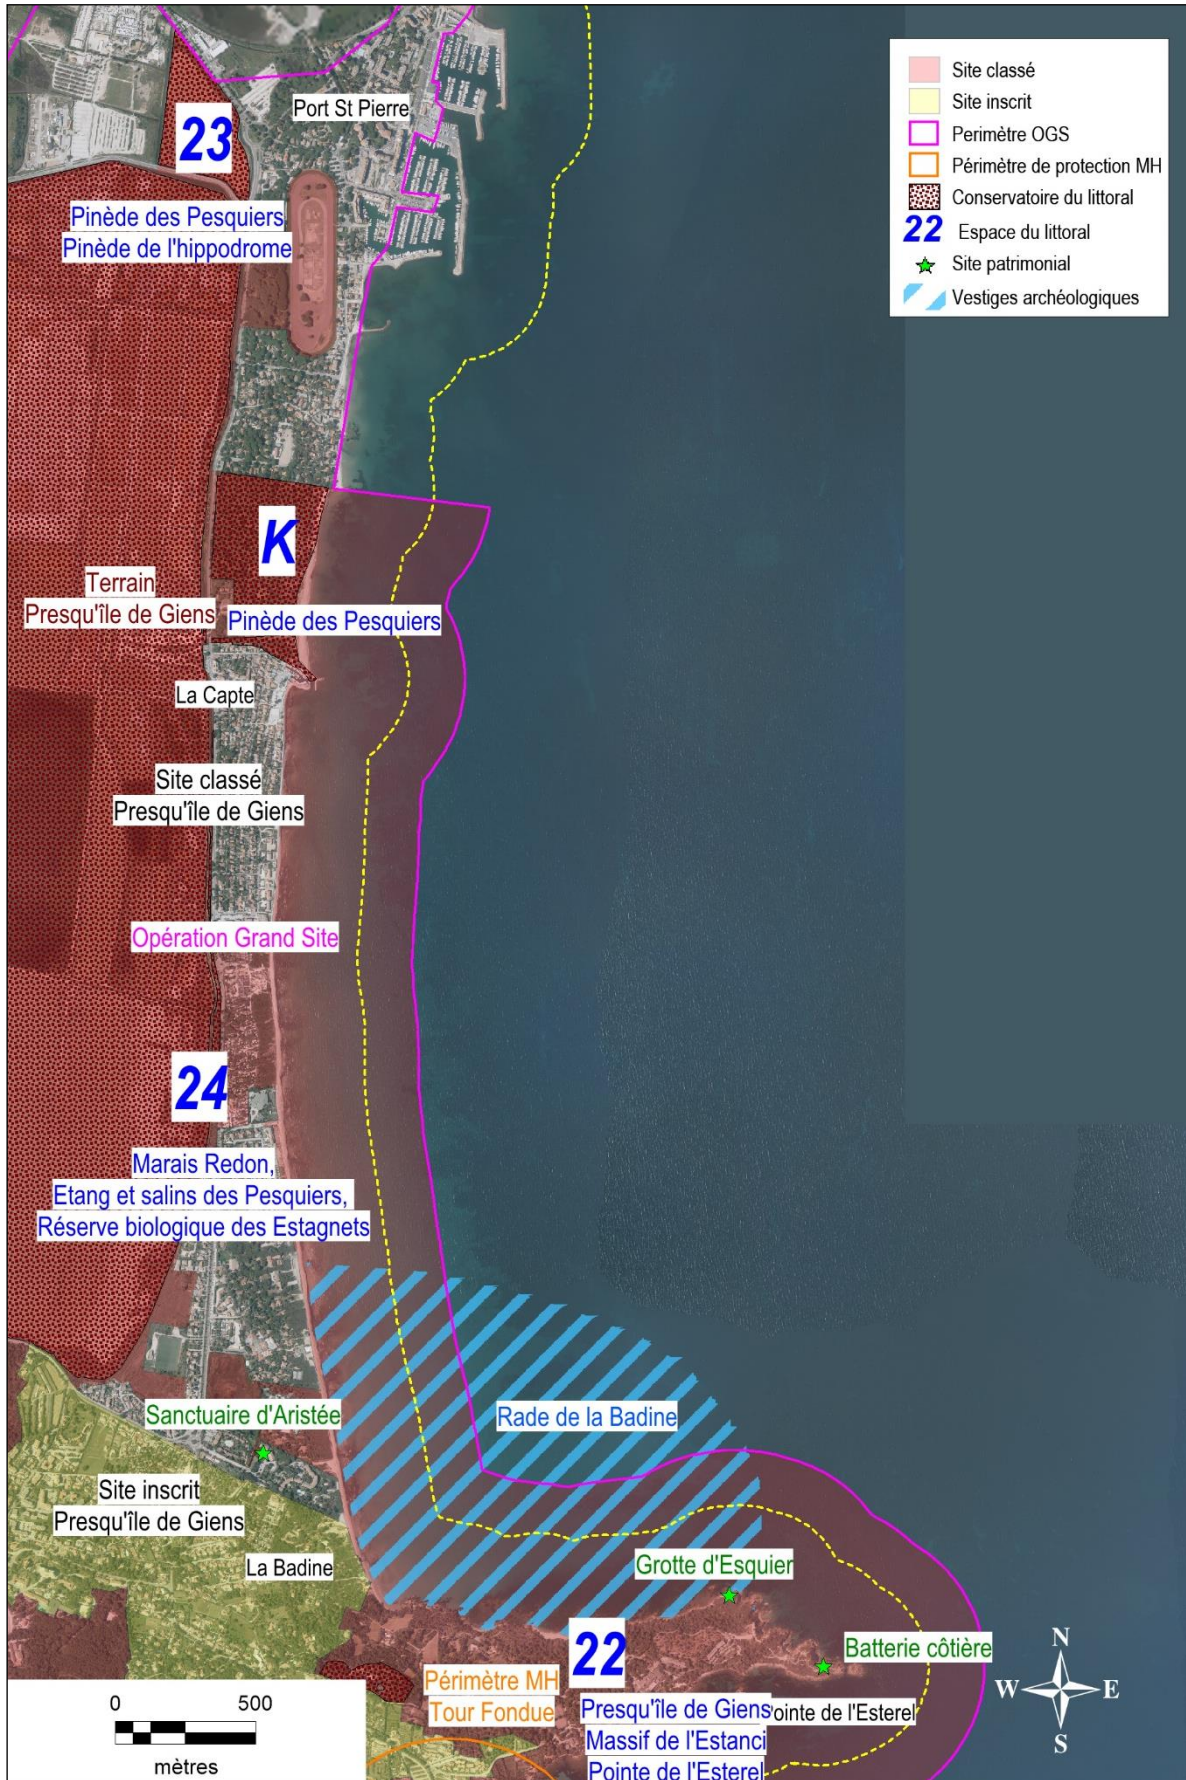 Site classé
Site inscrit
Perimètre OGS
Périmètre de protection MH
Conservatoire du littoral
22 Espace du littoral
Site patrimonial
Vestiges archéologiques
Port St Pierre
23
Pinède des Pesquiers
Pinède de l'hippodrome
K
Terrain
Presqu'île de Giens
Pinède des Pesquiers
La Capte
Site classé
Presqu'île de Giens
Opération Grand Site
24
Marais Redon,
Etang et salins des Pesquiers,
Réserve biologique des Estagnets
Sanctuaire d'Aristée
Rade de la Badine
Site inscrit
Presqu'île de Giens
La Badine
Grotte d'Esquier
22
Batterie côtière
Périmètre MH
Tour Fondue
Presqu'île de Giens
Massif de l'Estanci
Pointe de l'Esterel
ointe de l'Esterel
N
W E
S
0 500
mètres